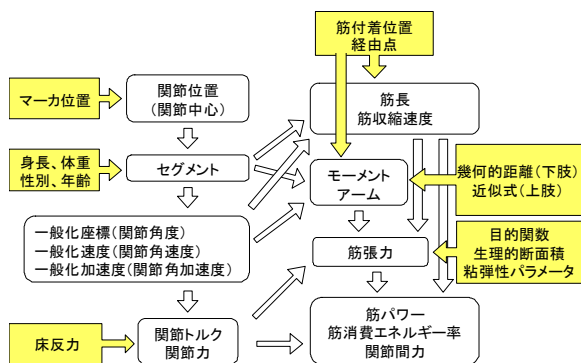 筋付着位置
経由点
マーカ位置
関節位置
(関節中心)
筋長
筋収縮速度
身長、体重
性別、年齢
セグメント
モーメント
アーム
幾何的距離(下肢)
近似式(上肢)
一般化座標(関節角度)
一般化速度(関節角速度)
一般化加速度(関節角加速度)
筋張力
目的関数
生理的断面積
粘弾性パラメータ
床反力
関節トルク
関節力
筋パワー
筋消費エネルギー率
関節間力